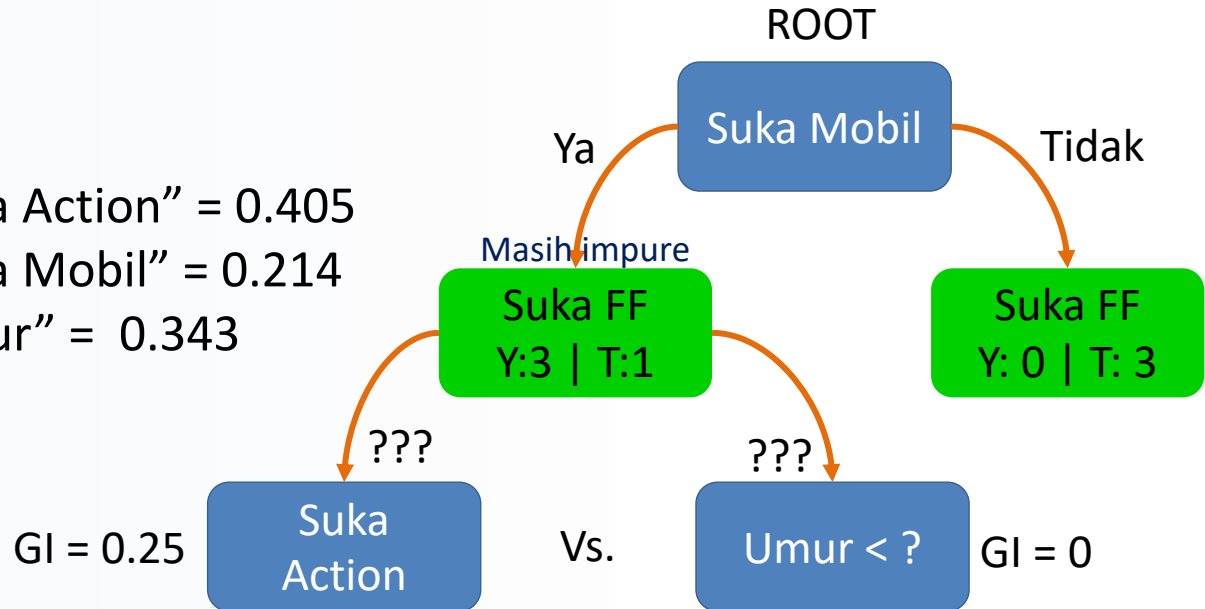 ROOT
Suka Mobil
Ya
Tidak
a Action” = 0.405
a Mobil” = 0.214
ur” = 0.343
Masih impure
Suka FF
Y:3 | T:1
Suka FF
Y: 0 | T: 3
???
???
GI = 0.25
Suka
Action
Vs.
Umur < ?
GI = 0